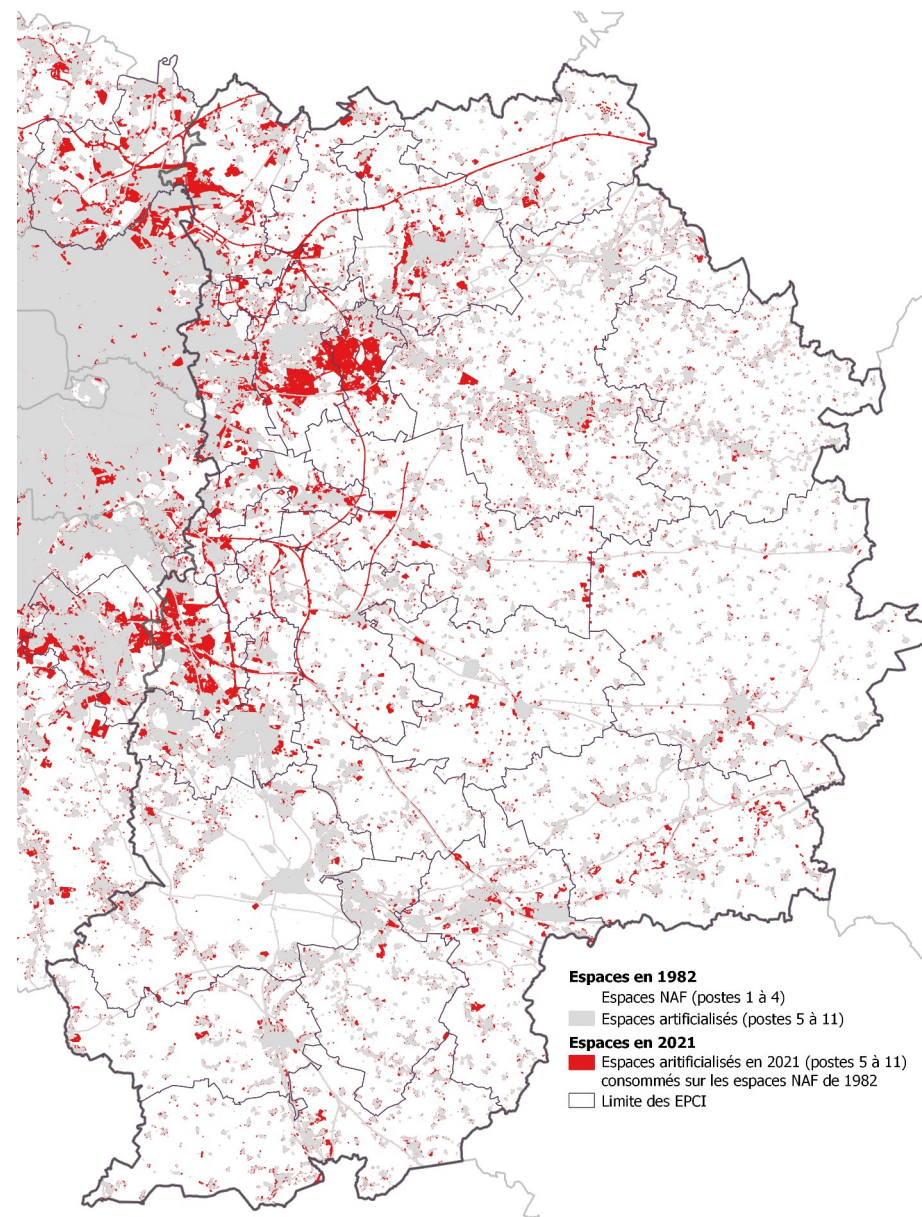 Espaces en 1982
Espaces NAF (postes 1 à 4)
Espaces artificialisés (postes 5 à 11)
Espaces en 2021
Espaces aritificialisés en 2021 (postes 5 à 11)
consommés sur les espaces NAF de 1982
Limite des EPCI